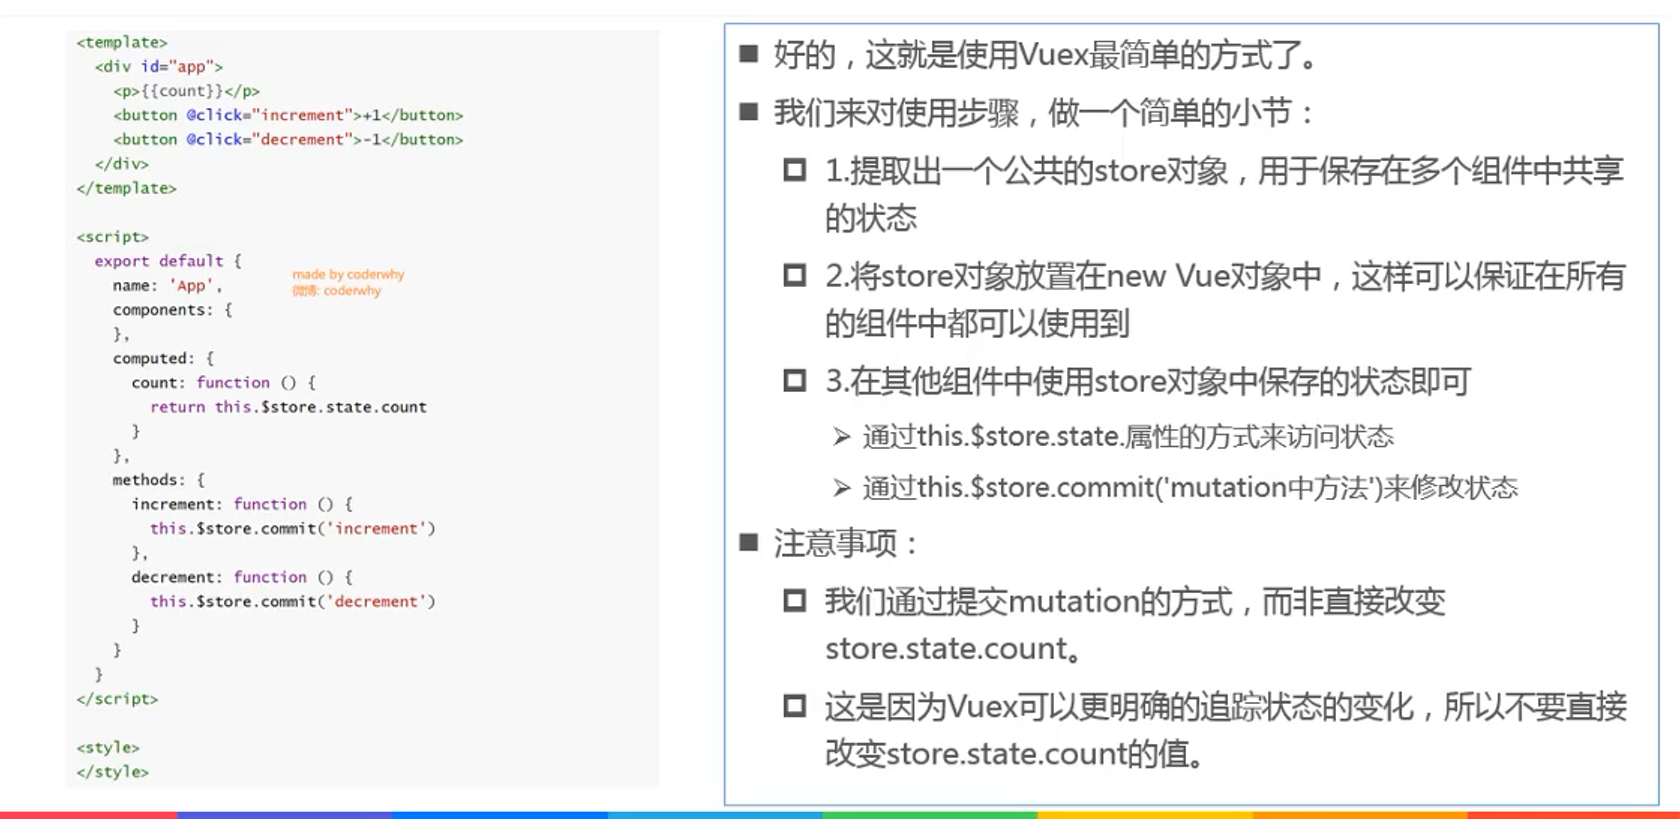 <template>
<div id="app">
<p>{{count}}</p>
<button @click="increment">+1</button>
<button @click="decrement">-1</button>
</div>
</template>
<script>
export default {
name: 'App',
components: {
},
computed: {
count: function () {
return this.$store.state.count
}
},
methods: {
increment: function () {
this.$store.commit('increment')
},
decrement: function () {
this.$store.commit('decrement')
}
}
}
</script>
<style>
</style>
made by coderwhy
微博: coderwhy
好的，这就是使用Vuex最简单的方式了。
我们来对使用步骤，做一个简单的小节：
1.提取出一个公共的store对象，用于保存在多个组件中共享
的状态
2.将store对象放置在new Vue对象中，这样可以保证在所有
的组件中都可以使用到
3.在其他组件中使用store对象中保存的状态即可
通过this.$store.state.属性的方式来访问状态
通过this.$store.commit('mutation中方法')来修改状态
注意事项：
我们通过提交mutation的方式，而非直接改变
store.state.count。
这是因为Vuex可以更明确的追踪状态的变化，所以不要直接
改变store.state.count的值。